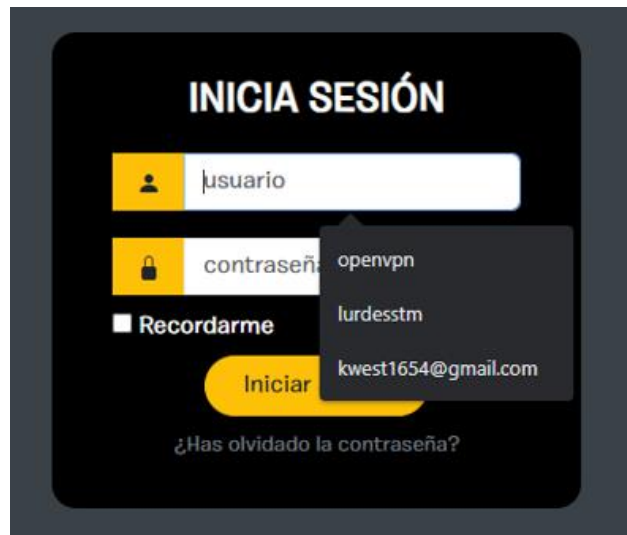 INICIA SESIÓN
usuario
contraseña
openvpn
lurdesstm
kwest1654@gmail.com
Recordarme
Iniciar
¿Has olvidado la contraseña?